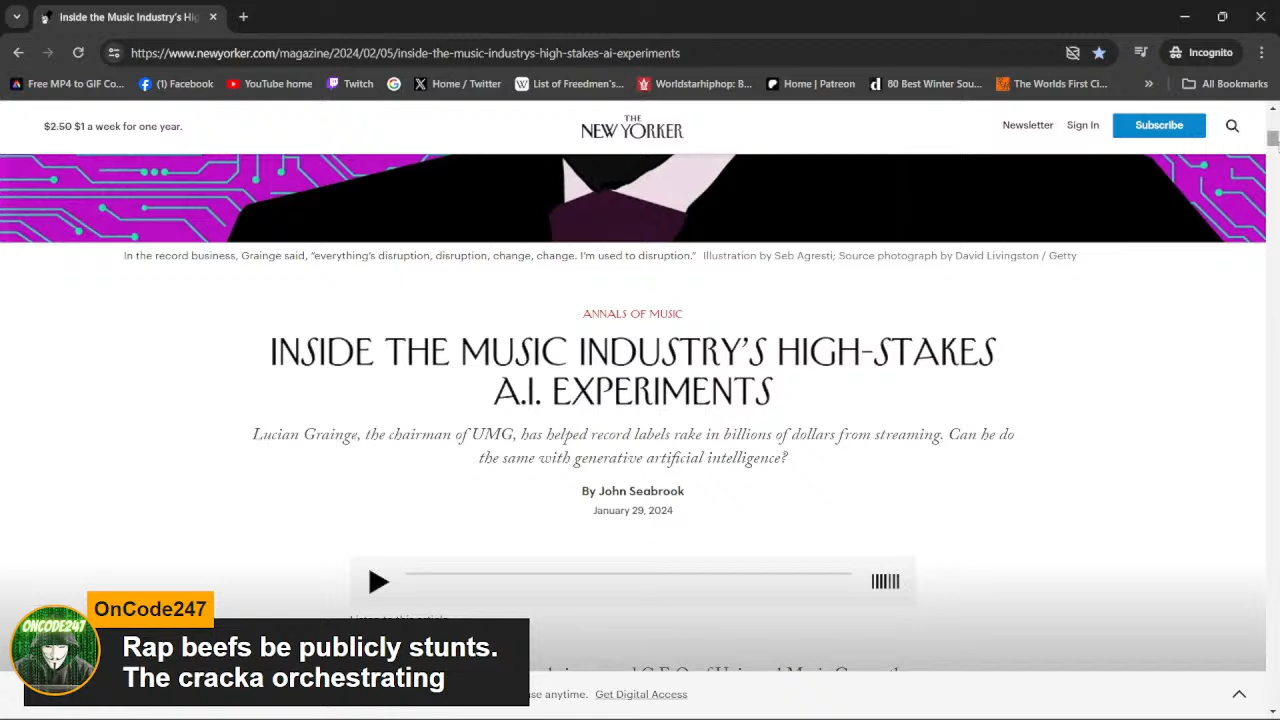 Inside the Music Industry's Hig
https://www.newyorker.com/magazine/2024/02/05/inside-the-music-industrys-high-stakes-ai-experiments
Incognito
Free MP4 to GIF Co...
(1) Facebook
YouTube home
Twitch
Home / Twitter
List of Freedmen's...
Worldstarhiphop: B...
Home | Patreon
80 Best Winter Sou...
The Worlds First Cl...
All Bookmarks
$2.50 $1 a week for one year.
THE
NEW YORKER
Newsletter
Sign In
Subscribe
In the record business, Grainge said, “everything’s disruption, disruption, change, change. I’m used to disruption.” Illustration by Seb Agresti; Source photograph by David Livingston / Getty
ANNALS OF MUSIC
INSIDE THE MUSIC INDUSTRY’S HIGH-STAKES
A.I. EXPERIMENTS
Lucian Grainge, the chairman of UMG, has helped record labels rake in billions of dollars from streaming. Can he do
the same with generative artificial intelligence?
By John Seabrook
January 29, 2024
Listen to this article
ONCODE247
OnCode247
Rap beefs be publicly stunts.
The cracka orchestrating
anytime. Get Digital Access